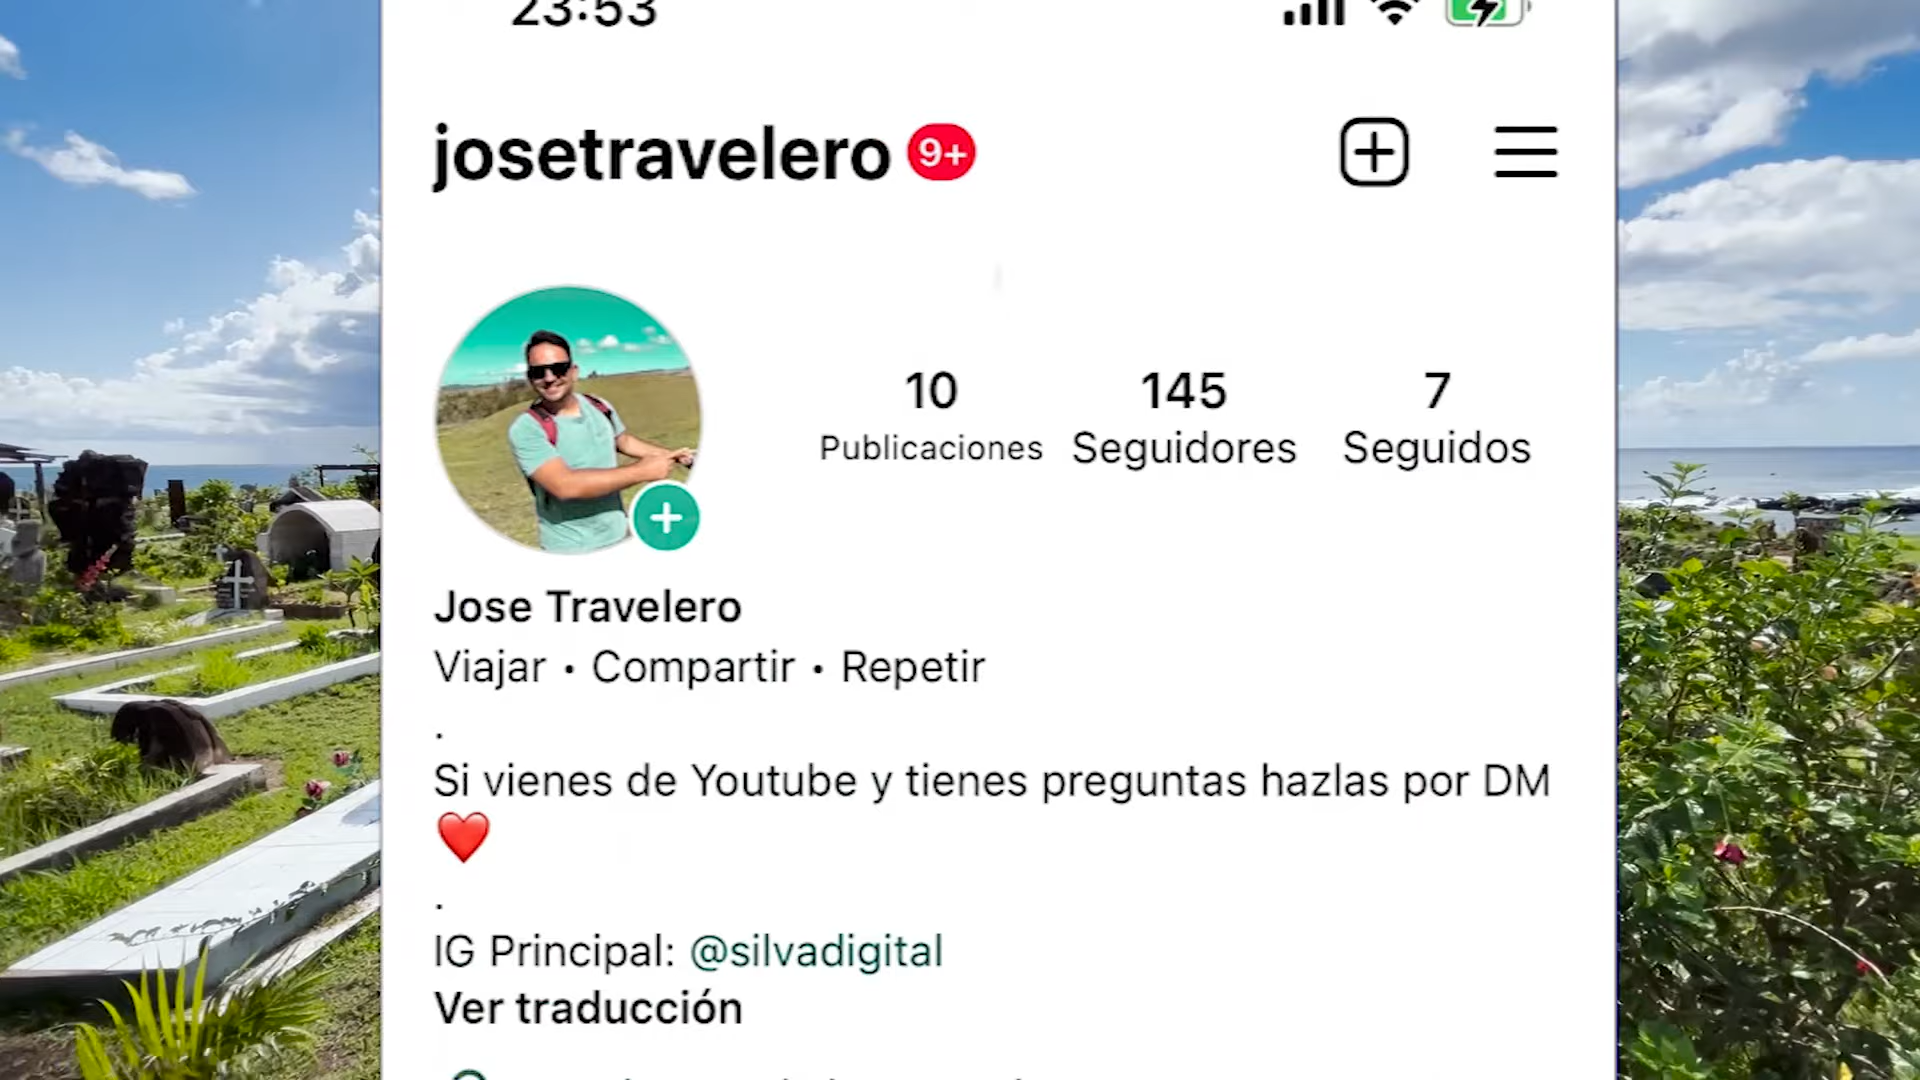 23:53
josetravelero 9+
10 145 7
Publicaciones Seguidores Seguidos
Jose Travelero
Viajar • Compartir • Repetir
.
Si vienes de Youtube y tienes preguntas hazlas por DM
❤️
.
IG Principal: @silvadigital
Ver traducción